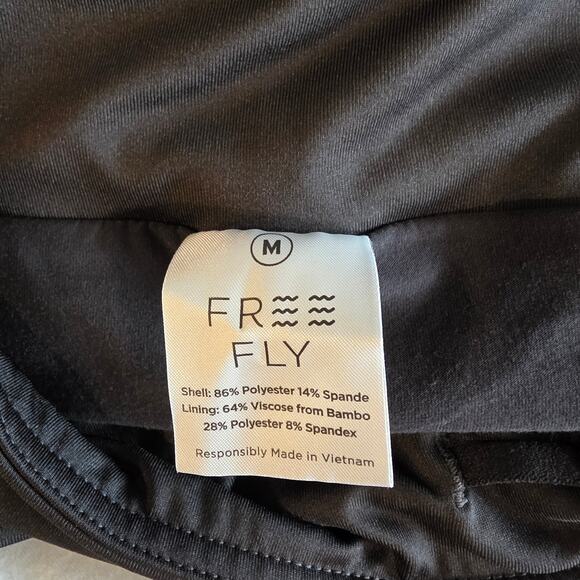 M
FREE
FLY
Shell: 86% Polyester 14% Spande
Lining: 64% Viscose from Bambo
28% Polyester 8% Spandex
Responsibly Made in Vietnam